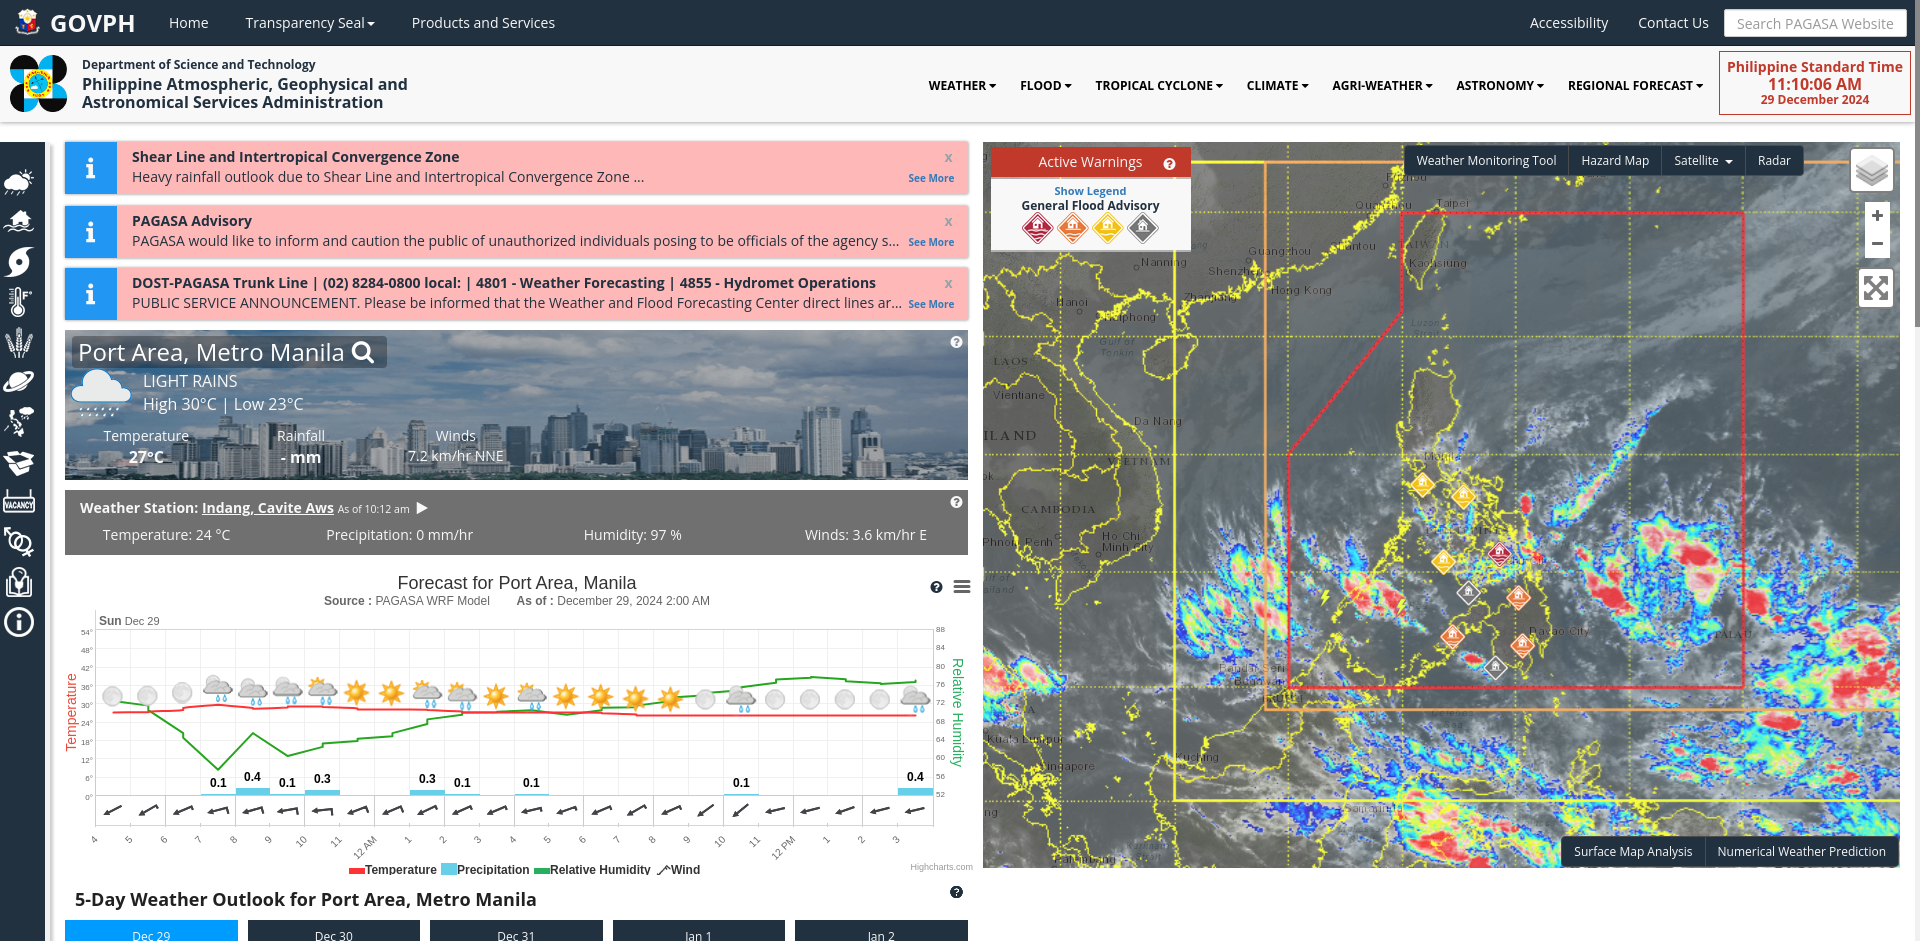 GOVPH
Home
Transparency Seal
Products and Services
Accessibility
Contact Us
Search PAGASA Website
Department of Science and Technology
Philippine Atmospheric, Geophysical and
Astronomical Services Administration
WEATHER
FLOOD
TROPICAL CYCLONE
CLIMATE
AGRI-WEATHER
ASTRONOMY
REGIONAL FORECAST
Philippine Standard Time
11:10:06 AM
29 December 2024
VACANCY
Shear Line and Intertropical Convergence Zone
x
Heavy rainfall outlook due to Shear Line and Intertropical Convergence Zone ...
See More
PAGASA Advisory
x
PAGASA would like to inform and caution the public of unauthorized individuals posing to be officials of the agency s...
See More
DOST-PAGASA Trunk Line | (02) 8284-0800 local: | 4801 - Weather Forecasting | 4855 - Hydromet Operations
x
PUBLIC SERVICE ANNOUNCEMENT. Please be informed that the Weather and Flood Forecasting Center direct lines ar...
See More
Port Area, Metro Manila
LIGHT RAINS
High 30°C | Low 23°C
Temperature
27°C
Rainfall
- mm
Winds
7.2 km/hr NNE
Weather Station: Indang, Cavite Aws As of 10:12 am
Temperature: 24 °C
Precipitation: 0 mm/hr
Humidity: 97 %
Winds: 3.6 km/hr E
Forecast for Port Area, Manila
Source : PAGASA WRF Model As of : December 29, 2024 2:00 AM
Sun Dec 29
Temperature
54°
48°
42°
36°
30°
24°
18°
12°
6°
0°
88
84
80
76
72
68
64
60
56
52
Relative Humidity
0.1
0.4
0.1
0.3
0.3
0.1
0.1
0.1
0.4
4
5
6
7
8
9
10
11
12 AM
1
2
3
4
5
6
7
8
9
10
11
12 PM
1
2
3
Temperature
Precipitation
Relative Humidity
Wind
Highcharts.com
5-Day Weather Outlook for Port Area, Metro Manila
Dec 29
Dec 30
Dec 31
Jan 1
Jan 2
Active Warnings
Show Legend
General Flood Advisory
Weather Monitoring Tool
Hazard Map
Satellite
Radar
+
−
Taipei
Guangzhou
Shantou
TAIWAN
Nanning
Shenzhen
Kaohsiung
Hong Kong
Zhanjiang
Hanoi
Haiphong
Luzon
Gulf of
Tonkin
LAOS
Vientiane
Da Nang
ILAND
VIETNAM
CAMBODIA
Phnom Penh
Ho Chi
Minh City
Davao City
PALAU
Bandar Seri
Begawan
Kuala Lumpur
Kuching
Singapore
Surface Map Analysis
Numerical Weather Prediction